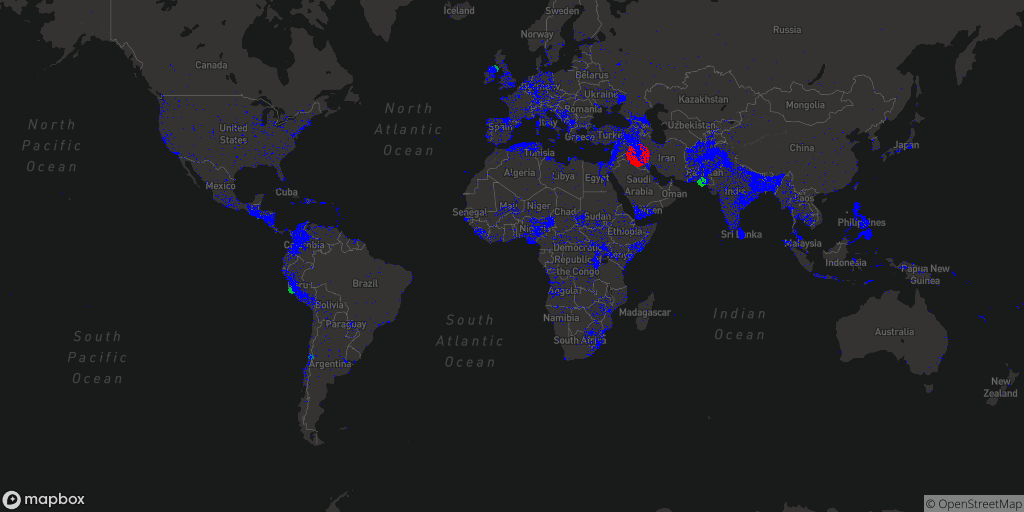 Iceland
Sweden
Norway
Russia
Canada
Belarus
Ukraine
Kazakhstan
Mongolia
North
Pacific
Ocean
North
Atlantic
Ocean
United
States
Spain
Italy
Romania
Greece
Uzbekistan
China
Japan
Tunisia
Iran
Algeria
Libya
Egypt
Saudi
Arabia
Oman
Mexico
Cuba
Senegal
Mali
Niger
Chad
Sudan
Yemen
Laos
Philippines
Nigeria
Ethiopia
Sri Lanka
Colombia
Democratic
Republic
of the Congo
Kenya
Malaysia
Indonesia
Papua New
Guinea
Brazil
Peru
Bolivia
Angola
Namibia
Madagascar
Paraguay
South Africa
Argentina
South
Pacific
Ocean
South
Atlantic
Ocean
Indian
Ocean
Australia
New
Zealand
mapbox
© OpenStreetMap